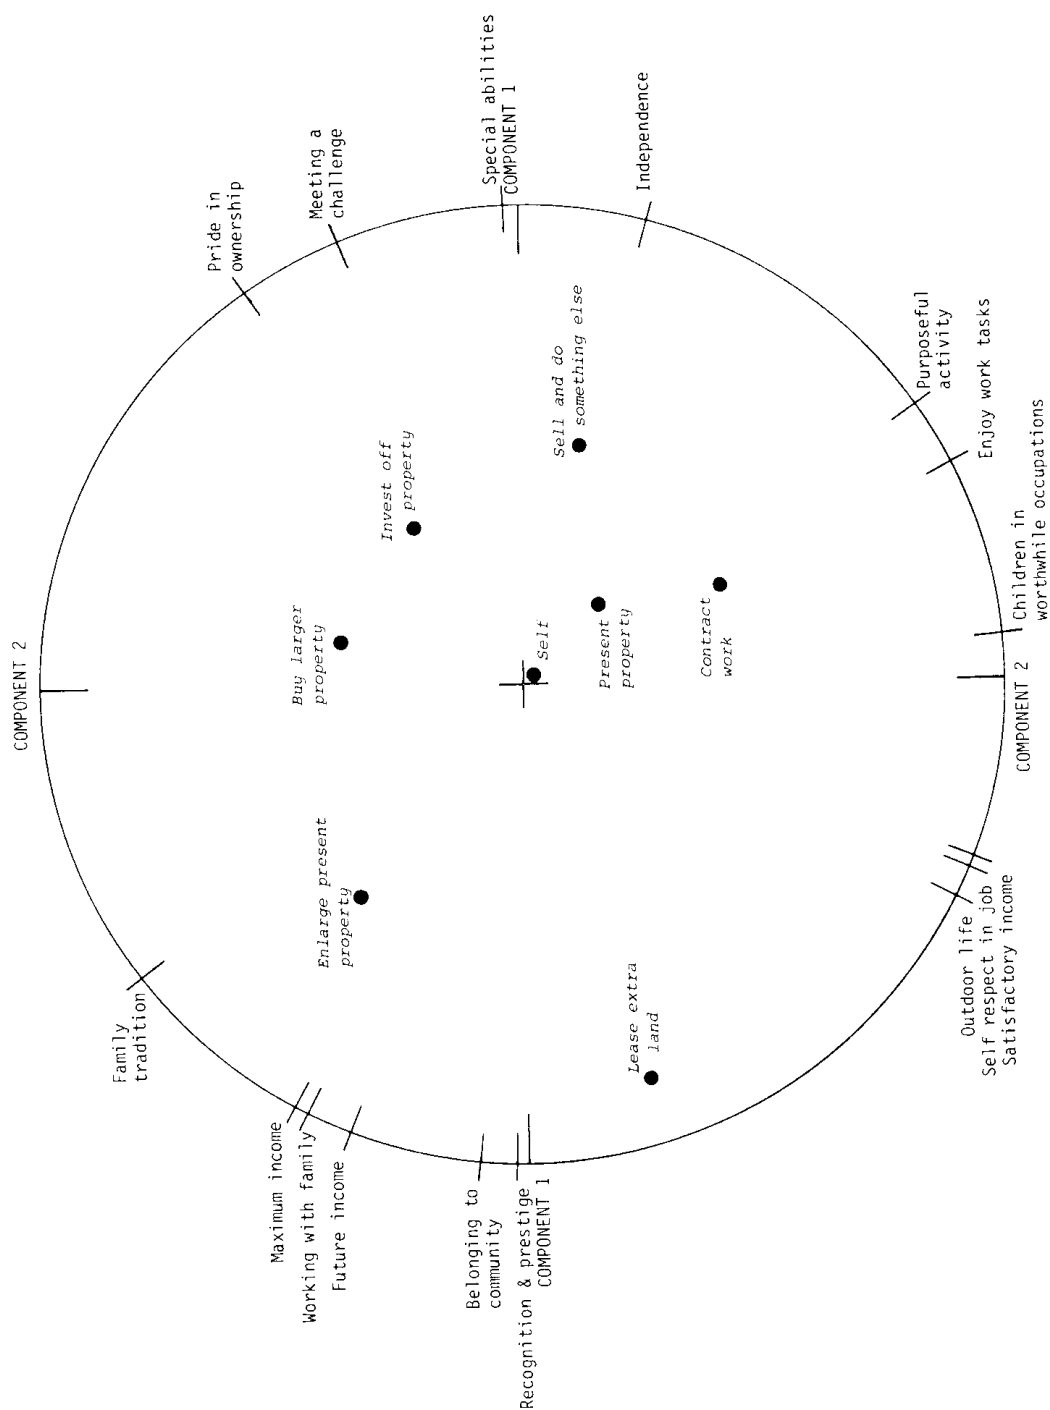 COMPONENT 2
Family
tradition
Pride in
ownership
Maximum income
Working with family
Future income
Enlarge present
property
Buy larger
property
Meeting a
challenge
Invest off
property
Belonging to
community
Recognition & prestige
COMPONENT 1
Special abilities
COMPONENT 1
Self
Sell and do
something else
Present
property
Lease extra
land
Independence
Contract
work
Purposeful
activity
Outdoor life
Self respect in job
Satisfactory income
Enjoy work tasks
COMPONENT 2
Children in
worthwhile occupations